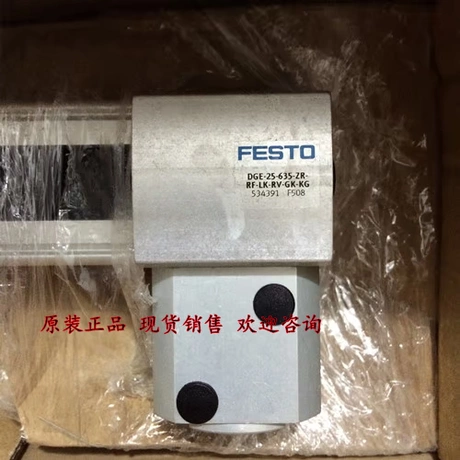 FESTO
DGE-25-635-ZR-
RF-LK-RV-GK-KG
534391 F508
原装正品 现货销售 欢迎咨询